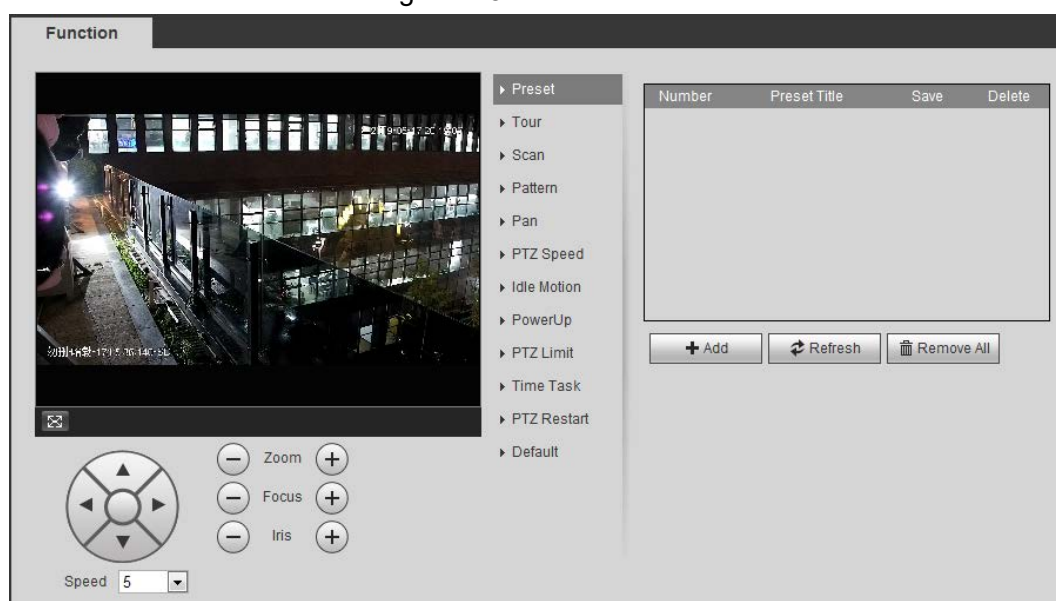 Function
Preset
Tour
Scan
Pattern
Pan
PTZ Speed
Idle Motion
PowerUp
PTZ Limit
Time Task
PTZ Restart
Default
Number Preset Title Save Delete
Add Refresh Remove All
Zoom
Focus
Iris
Speed 5